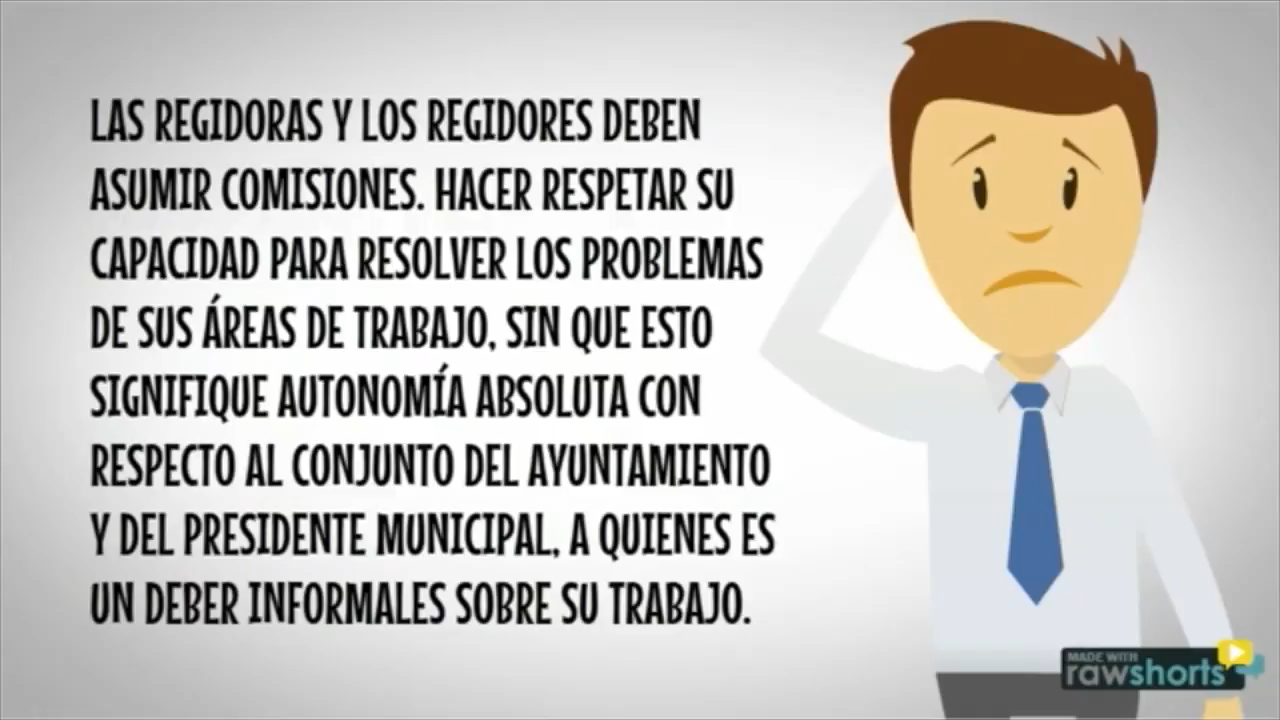 LAS REGIDORAS Y LOS REGIDORES DEBEN
ASUMIR COMISIONES. HACER RESPETAR SU
CAPACIDAD PARA RESOLVER LOS PROBLEMAS
DE SUS ÁREAS DE TRABAJO, SIN QUE ESTO
SIGNIFIQUE AUTONOMÍA ABSOLUTA CON
RESPECTO AL CONJUNTO DEL AYUNTAMIENTO
Y DEL PRESIDENTE MUNICIPAL, A QUIENES ES
UN DEBER INFORMALES SOBRE SU TRABAJO.
MADE WITH
rawshorts